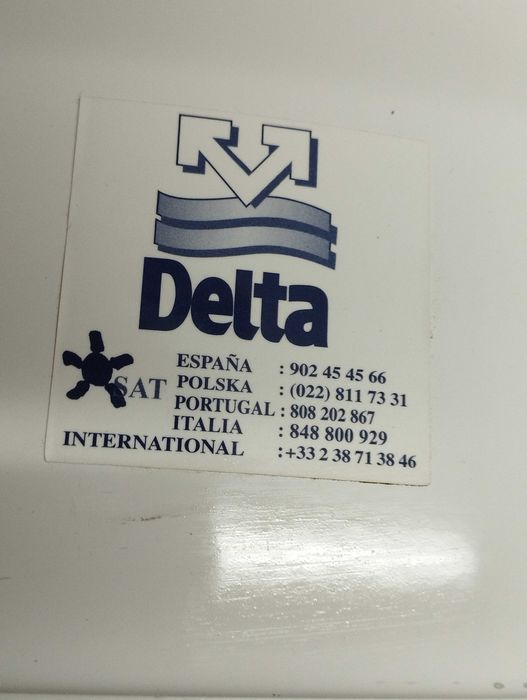 Delta
ESPAÑA : 902 45 45 66
SAT POLSKA : (022) 811 73 31
PORTUGAL : 808 202 867
ITALIA : 848 800 929
INTERNATIONAL : +33 2 38 71 38 46